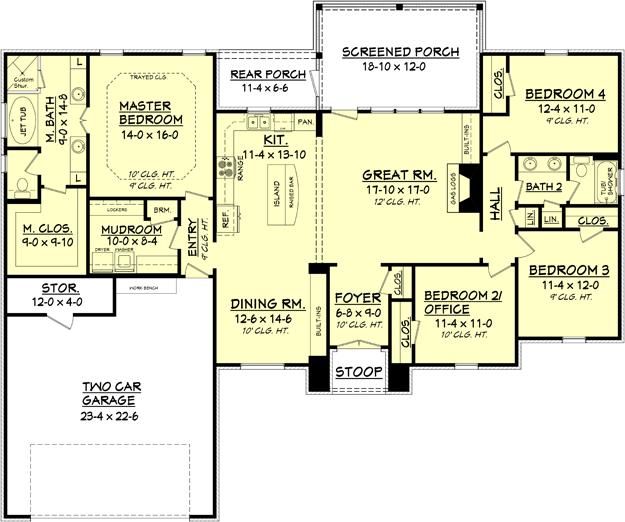 SCREENED PORCH
18-10 x 12-0
REAR PORCH
11-4 x 6-6
L
Custom
Shwr.
JET TUB
M. BATH
9-0 x 14-8
L
TRAYED CLG.
MASTER
BEDROOM
14-0 x 16-0
10' CLG. HT.
9' CLG. HT.
PAN.
KIT.
11-4 x 13-10
RANGE
ISLAND
RAISED BAR
REF.
BUILT-INS
GREAT RM.
17-10 x 17-0
12' CLG. HT.
GAS LOGS
HALL
CLOS.
BEDROOM 4
12-4 x 11-0
9' CLG. HT.
BATH 2
TUB/
SHOWER
LIN.
LIN.
CLOS.
M. CLOS.
9-0 x 9-10
LOCKERS
BRM.
MUDROOM
10-0 x 8-4
DRYER
WASHER
ENTRY
9' CLG. HT.
BEDROOM 3
11-4 x 12-0
9' CLG. HT.
STOR.
12-0 x 4-0
WORK BENCH
DINING RM.
12-6 x 14-6
10' CLG. HT.
BUILT-INS
FOYER
6-8 x 9-0
10' CLG. HT.
CLOS.
CLOS.
BEDROOM 2/
OFFICE
11-4 x 11-0
10' CLG. HT.
STOOP
TWO CAR
GARAGE
23-4 x 22-6